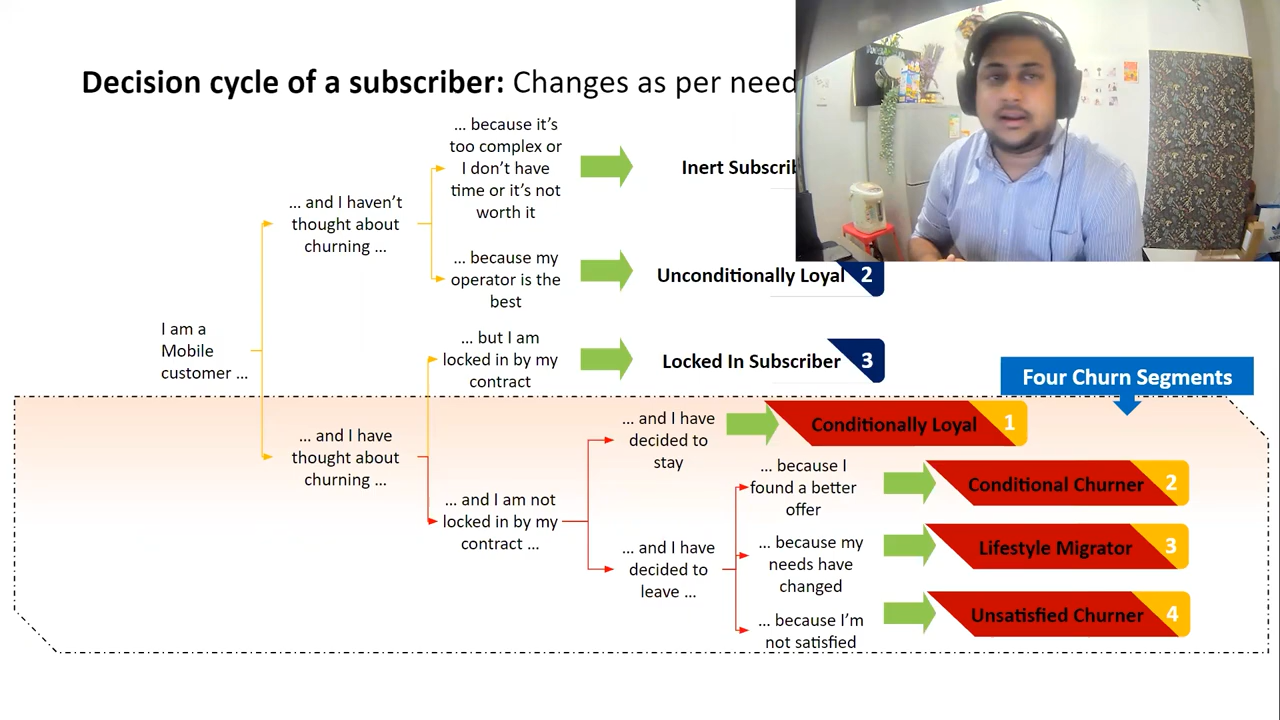 Decision cycle of a subscriber: Changes as per need
… because it’s
too complex or
I don’t have
time or it’s not
worth it
Inert
… and I haven’t
thought about
churning …
… because my
operator is the
best
Unconditionally Loyal 2
I am a
Mobile
customer …
… but I am
locked in by my
contract
Locked In Subscriber 3
Four Churn Segments
… and I have
thought about
churning …
… and I have
decided to
stay
Conditionally Loyal 1
… and I am not
locked in by my
contract …
… because I
found a better
offer
Conditional Churner 2
… and I have
decided to
leave …
… because my
needs have
changed
Lifestyle Migrator 3
… because I’m
not satisfied
Unsatisfied Churner 4